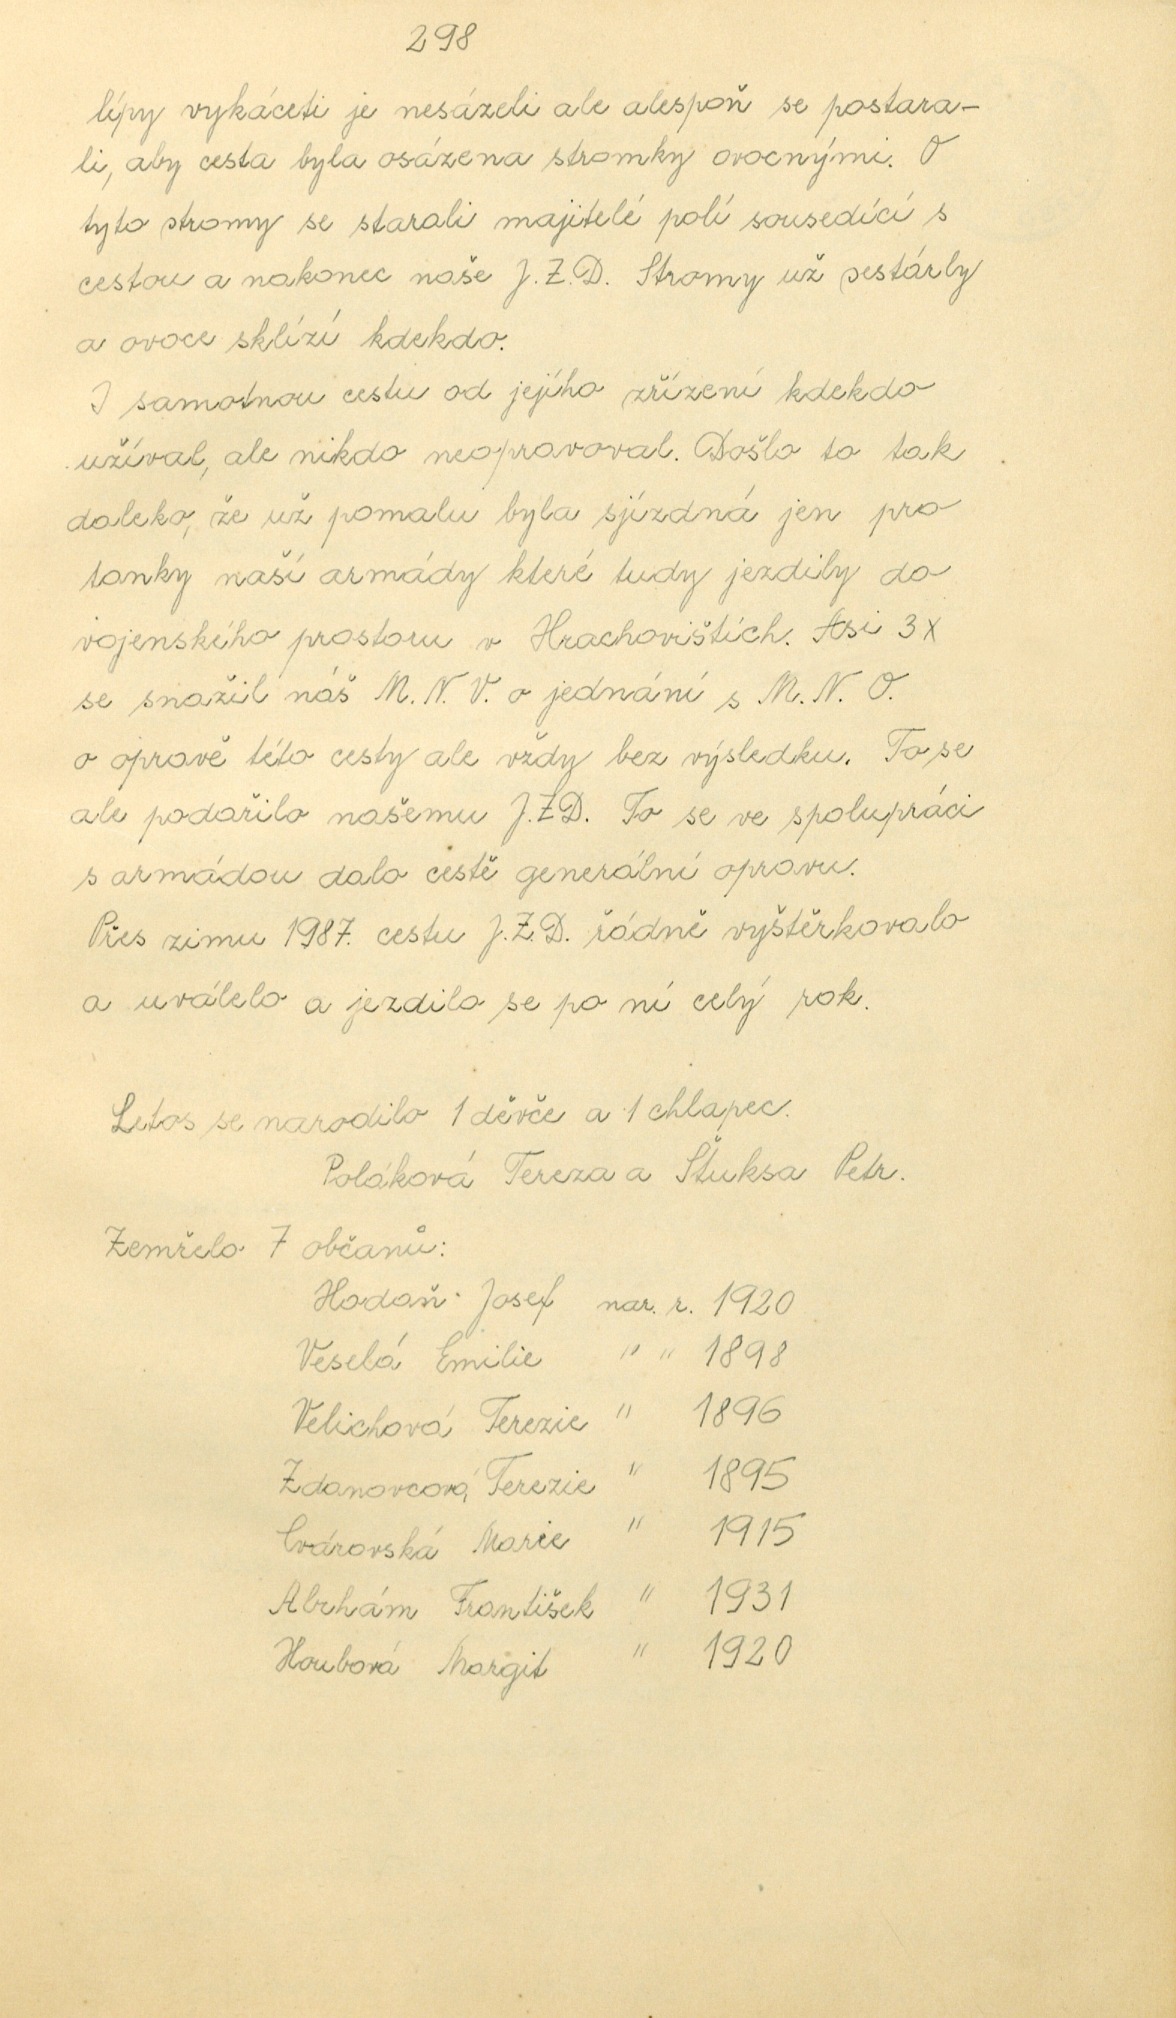 298
lípy vykáceti je nesázeli ale alespoň se postara-
li, aby cesta byla osázena stromky ovocnými. O
tyto stromy se starali majitelé polí sousedící s
cestou a nakonec naše J.Z.D. Stromy už sestárly
a ovoce sklízí kdekdo.
I samotnou cestu od jejího zřízení kdekdo
užíval, ale nikdo neopravoval. Došlo to tak
daleko, že už pomalu byla sjízdná jen pro
tanky naší armády které tudy jezdily do
vojenského prostoru v Hrachovištích. Asi 3x
se snažil náš M.N.V. o jednání s M.N.O.
o opravě této cesty ale vždy bez výsledku. To se
ale podařilo našemu J.Z.D. To se ve spolupráci
s armádou dalo cestě generální opravu.
Přes zimu 1987. cestu J.Z.D. řádně vyštěrkovalo
a uválelo a jezdilo se po ní celý rok.
Letos se narodilo 1 děvče a 1 chlapec.
Poláková Tereza a Štuksa Petr.
Zemřelo 7 občanů:
Hodoň Josef nar. r. 1920
Veselá Emilie " " 1898
Velichová Terezie " 1896
Zdanovcová Terezie " 1895
Cvárovská Marie " 1915
Abrhám František " 1931
Houbová Margit " 1920